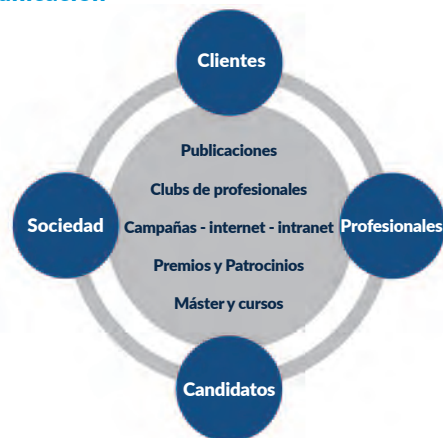 Clientes
Publicaciones
Clubs de profesionales
Sociedad
Campañas - internet - intranet
Profesionales
Premios y Patrocinios
Máster y cursos
Candidatos